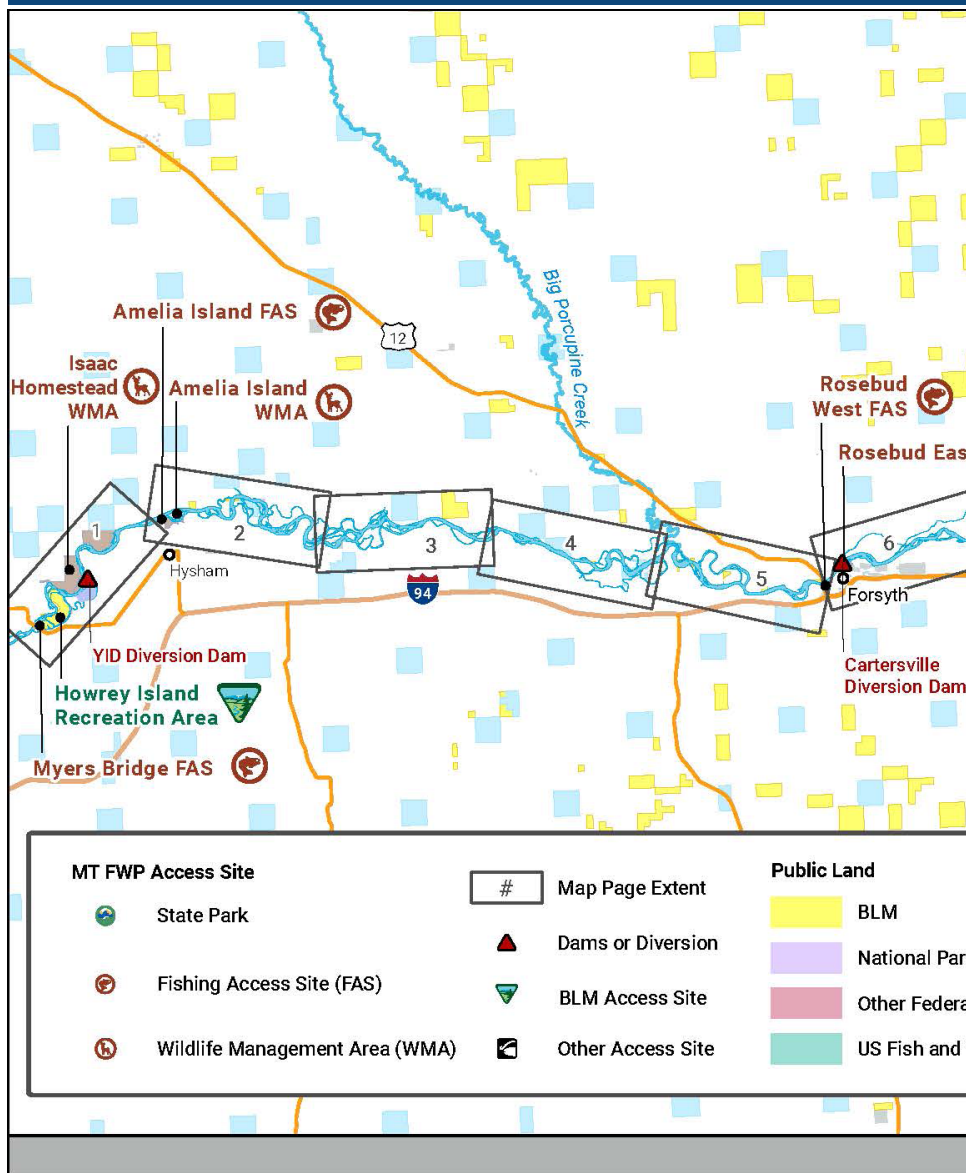 Big Porcupine Creek
Amelia Island FAS
12
Isaac
Homestead
WMA
Amelia Island
WMA
Rosebud
West FAS
Rosebud Eas
1
2
3
4
5
6
Hysham
94
Forsyth
YID Diversion Dam
Howrey Island
Recreation Area
Cartersville
Diversion Dam
Myers Bridge FAS
MT FWP Access Site
State Park
Fishing Access Site (FAS)
Wildlife Management Area (WMA)
#
Map Page Extent
Dams or Diversion
BLM Access Site
Other Access Site
Public Land
BLM
National Par
Other Federa
US Fish and